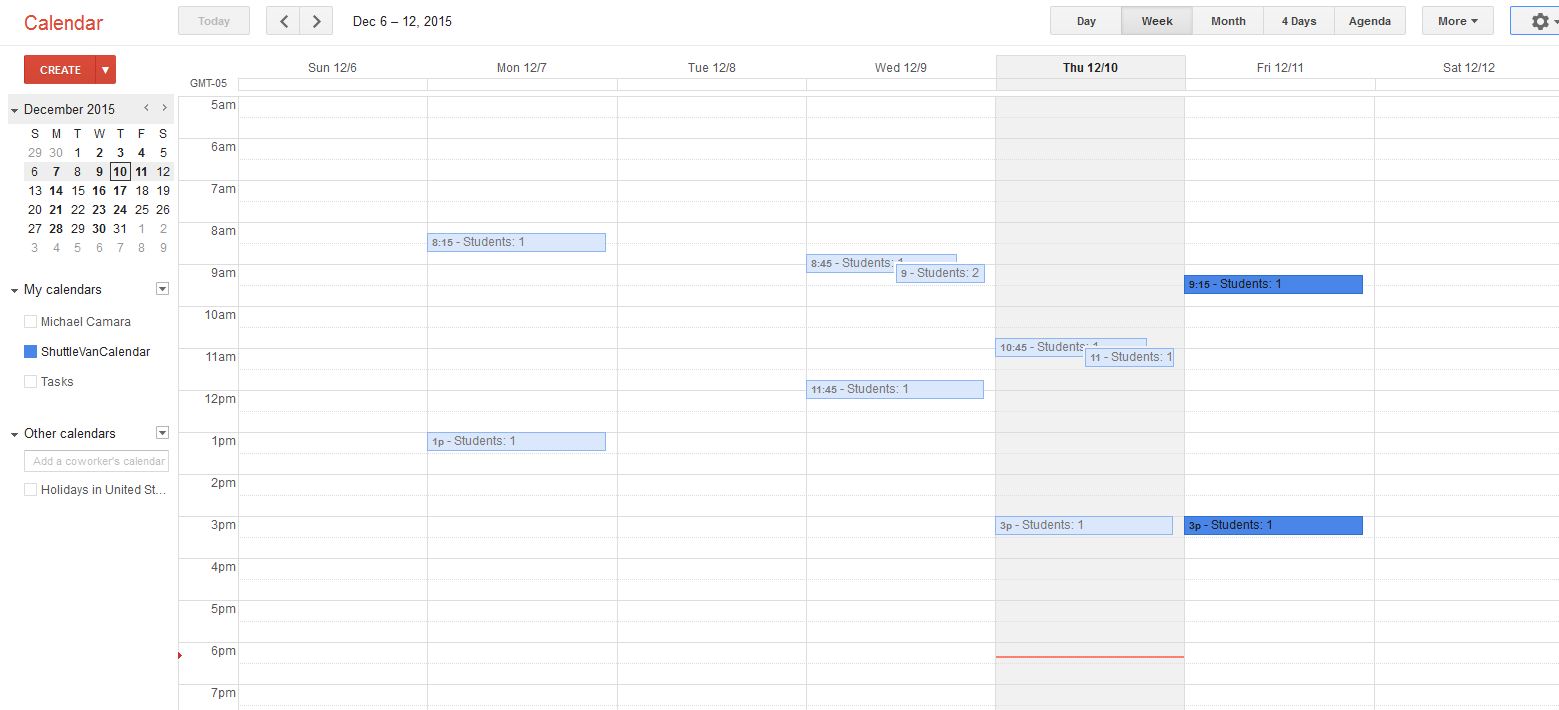 Calendar
Today
Dec 6 – 12, 2015
Day Week Month 4 Days Agenda
More
CREATE
December 2015
S M T W T F S
29 30 1 2 3 4 5
6 7 8 9 10 11 12
13 14 15 16 17 18 19
20 21 22 23 24 25 26
27 28 29 30 31 1 2
3 4 5 6 7 8 9
My calendars
Michael Camara
ShuttleVanCalendar
Tasks
Other calendars
Add a coworker's calendar
Holidays in United St...
GMT-05
Sun 12/6 Mon 12/7 Tue 12/8 Wed 12/9 Thu 12/10 Fri 12/11 Sat 12/12
5am
6am
7am
8am
8:15 - Students: 1
8:45 - Students: 1
9am
9 - Students: 2
9:15 - Students: 1
10am
10:45 - Students: 1
11am
11 - Students: 1
11:45 - Students: 1
12pm
1pm
1p - Students: 1
2pm
3pm
3p - Students: 1
3p - Students: 1
4pm
5pm
6pm
7pm